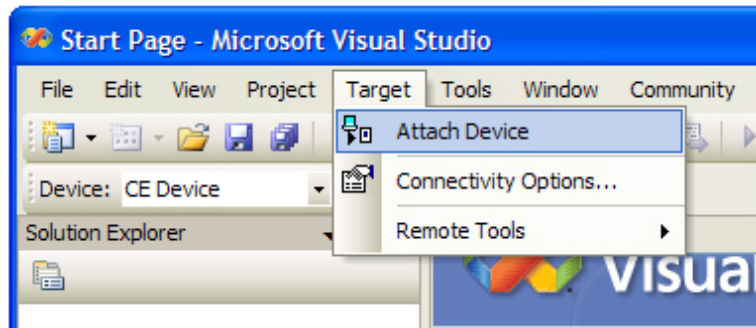 Start Page - Microsoft Visual Studio
File Edit View Project Target Tools Window Community
Attach Device
Device: CE Device
Connectivity Options...
Solution Explorer
Remote Tools
Visual